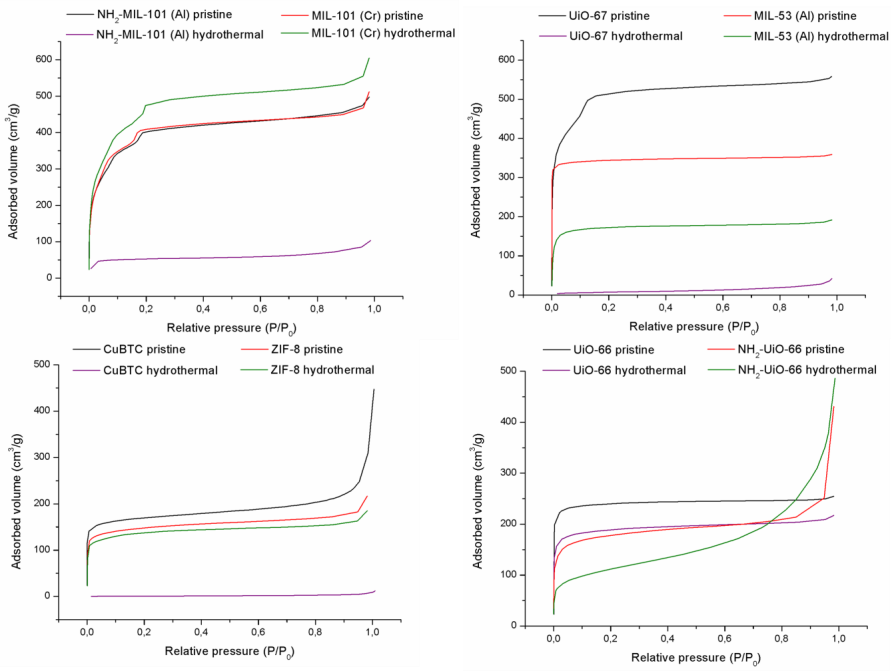 NH2-MIL-101 (Al) pristine MIL-101 (Cr) pristine
NH2-MIL-101 (Al) hydrothermal MIL-101 (Cr) hydrothermal
600
500
400
300
200
100
0
Adsorbed volume (cm³/g)
0,0 0,2 0,4 0,6 0,8 1,0
Relative pressure (P/P0)
UiO-67 pristine MIL-53 (Al) pristine
UiO-67 hydrothermal MIL-53 (Al) hydrothermal
600
500
400
300
200
100
0
Adsorbed volume (cm³/g)
0,0 0,2 0,4 0,6 0,8 1,0
Relative pressure (P/P0)
CuBTC pristine ZIF-8 pristine
CuBTC hydrothermal ZIF-8 hydrothermal
500
400
300
200
100
0
Adsorbed volume (cm³/g)
0,0 0,2 0,4 0,6 0,8 1,0
Relative pressure (P/P0)
UiO-66 pristine NH2-UiO-66 pristine
UiO-66 hydrothermal NH2-UiO-66 hydrothermal
500
400
300
200
100
0
Adsorbed volume (cm³/g)
0,0 0,2 0,4 0,6 0,8 1,0
Relative pressure (P/P0)